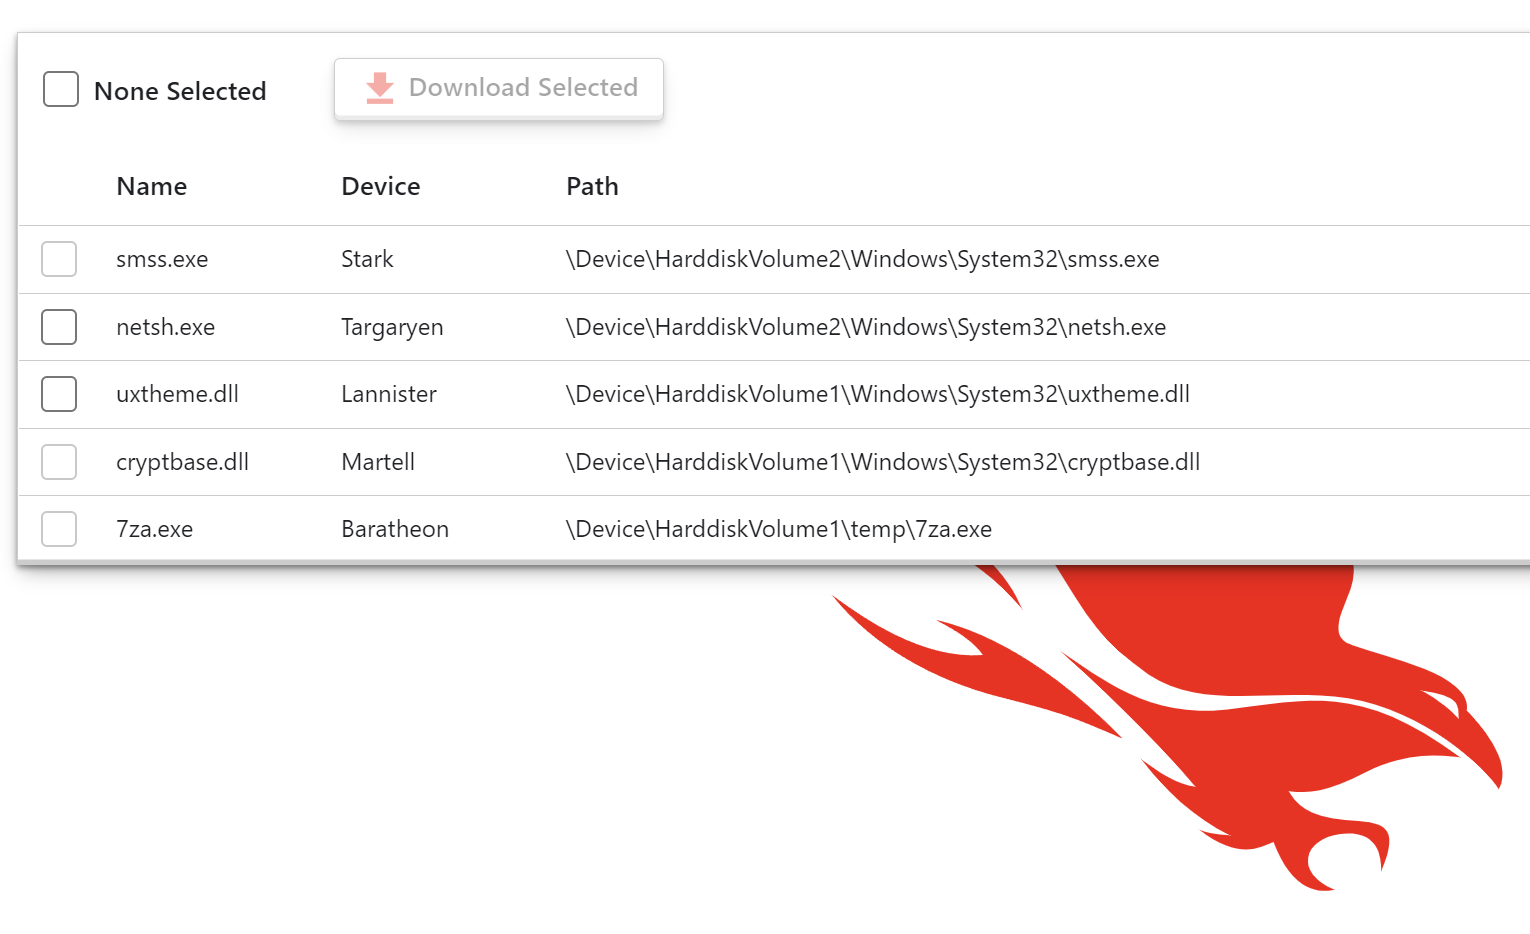 None Selected Download Selected
Name Device Path
smss.exe Stark \Device\HarddiskVolume2\Windows\System32\smss.exe
netsh.exe Targaryen \Device\HarddiskVolume2\Windows\System32\netsh.exe
uxtheme.dll Lannister \Device\HarddiskVolume1\Windows\System32\uxtheme.dll
cryptbase.dll Martell \Device\HarddiskVolume1\Windows\System32\cryptbase.dll
7za.exe Baratheon \Device\HarddiskVolume1\temp\7za.exe